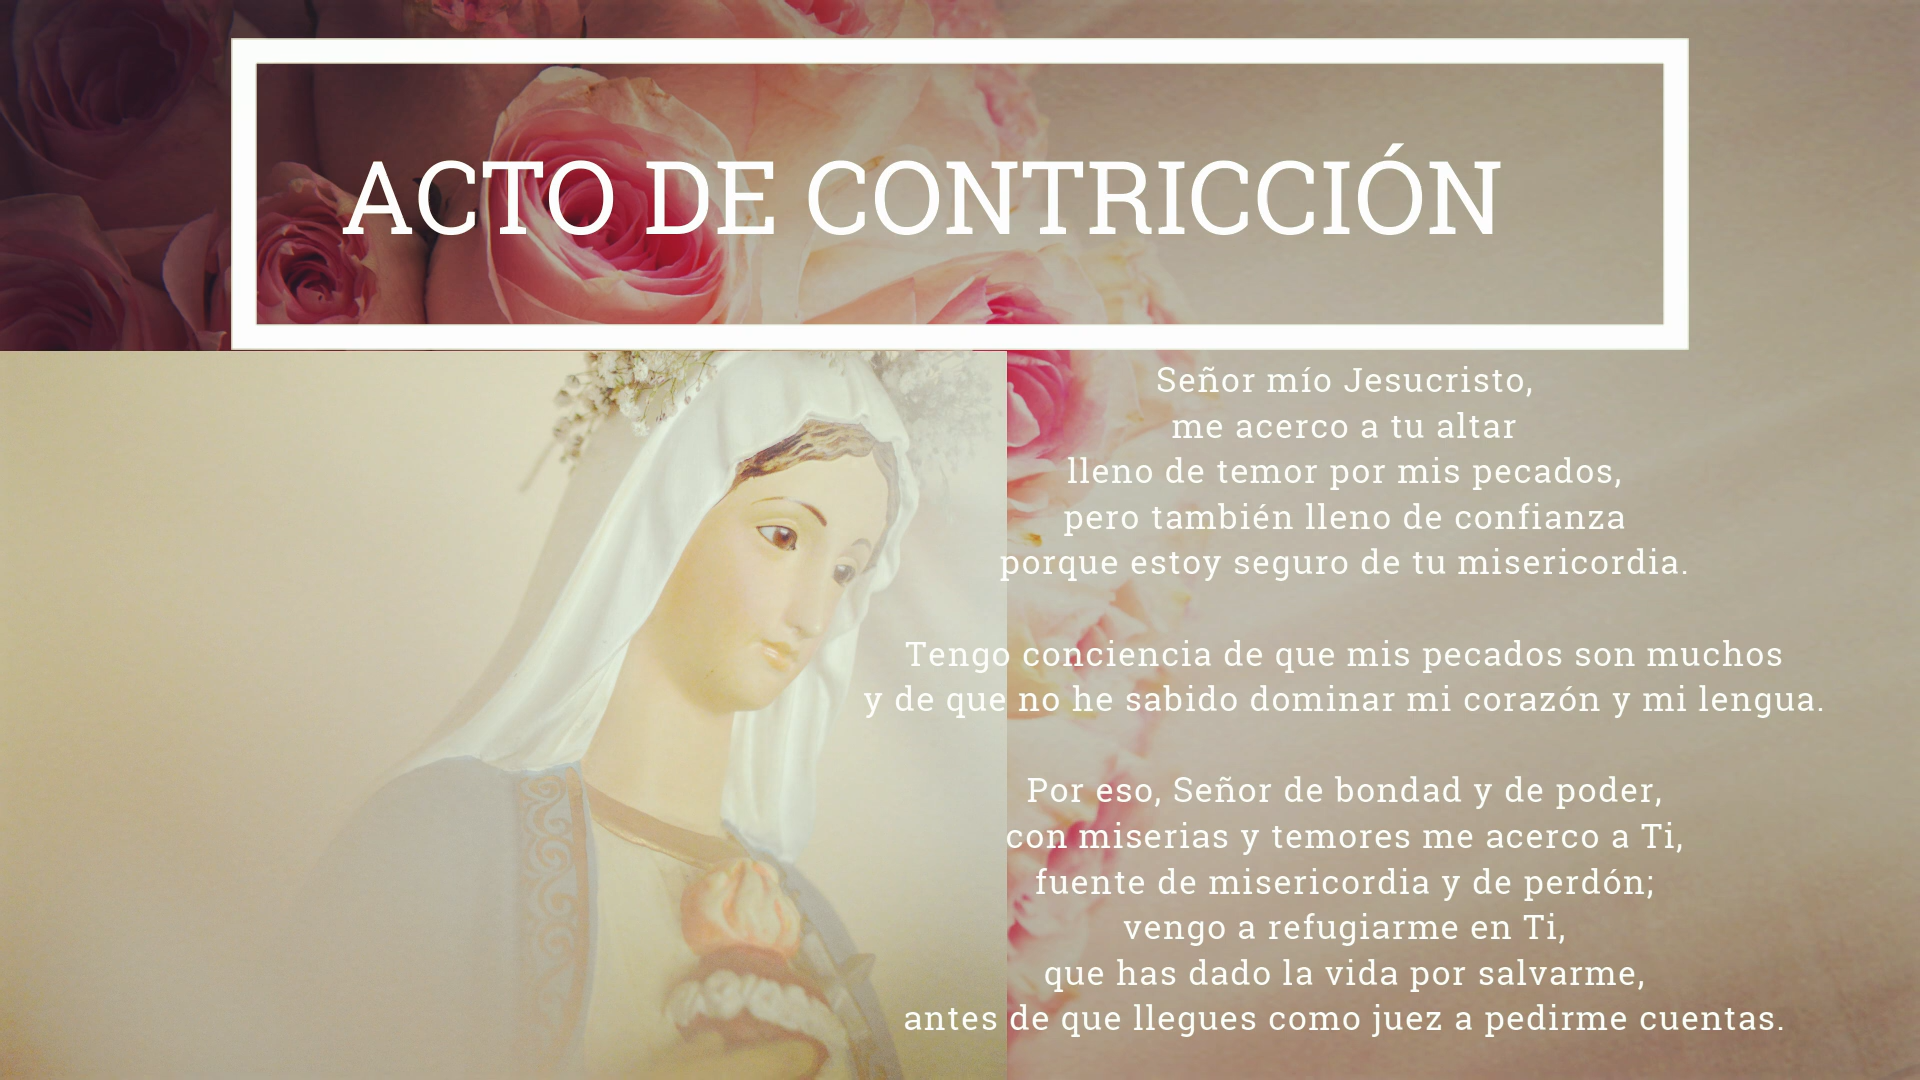 ACTO DE CONTRICCIÓN
Señor mío Jesucristo,
me acerco a tu altar
lleno de temor por mis pecados,
pero también lleno de confianza
porque estoy seguro de tu misericordia.
Tengo conciencia de que mis pecados son muchos
y de que no he sabido dominar mi corazón y mi lengua.
Por eso, Señor de bondad y de poder,
con miserias y temores me acerco a Ti,
fuente de misericordia y de perdón;
vengo a refugiarme en Ti,
que has dado la vida por salvarme,
antes de que llegues como juez a pedirme cuentas.